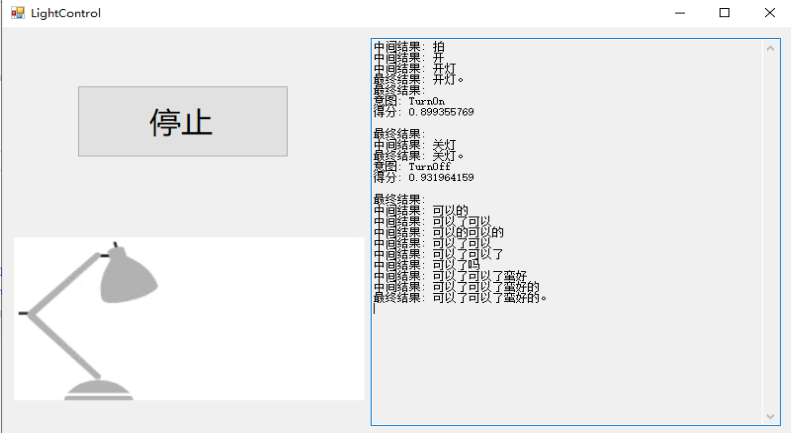 LightControl
停止
中间结果: 拍
中间结果: 开
中间结果: 开灯
最终结果: 开灯。
最终结果:
意图: TurnOn
得分: 0.899355769
最终结果:
中间结果: 关灯
最终结果: 关灯。
意图: TurnOff
得分: 0.931964159
最终结果:
中间结果: 可以的
中间结果: 可以了可以
中间结果: 可以的可以的
中间结果: 可以了可以
中间结果: 可以了可以了
中间结果: 可以了吗
中间结果: 可以了可以了蛮好
中间结果: 可以了可以了蛮好的
最终结果: 可以了可以了蛮好的。